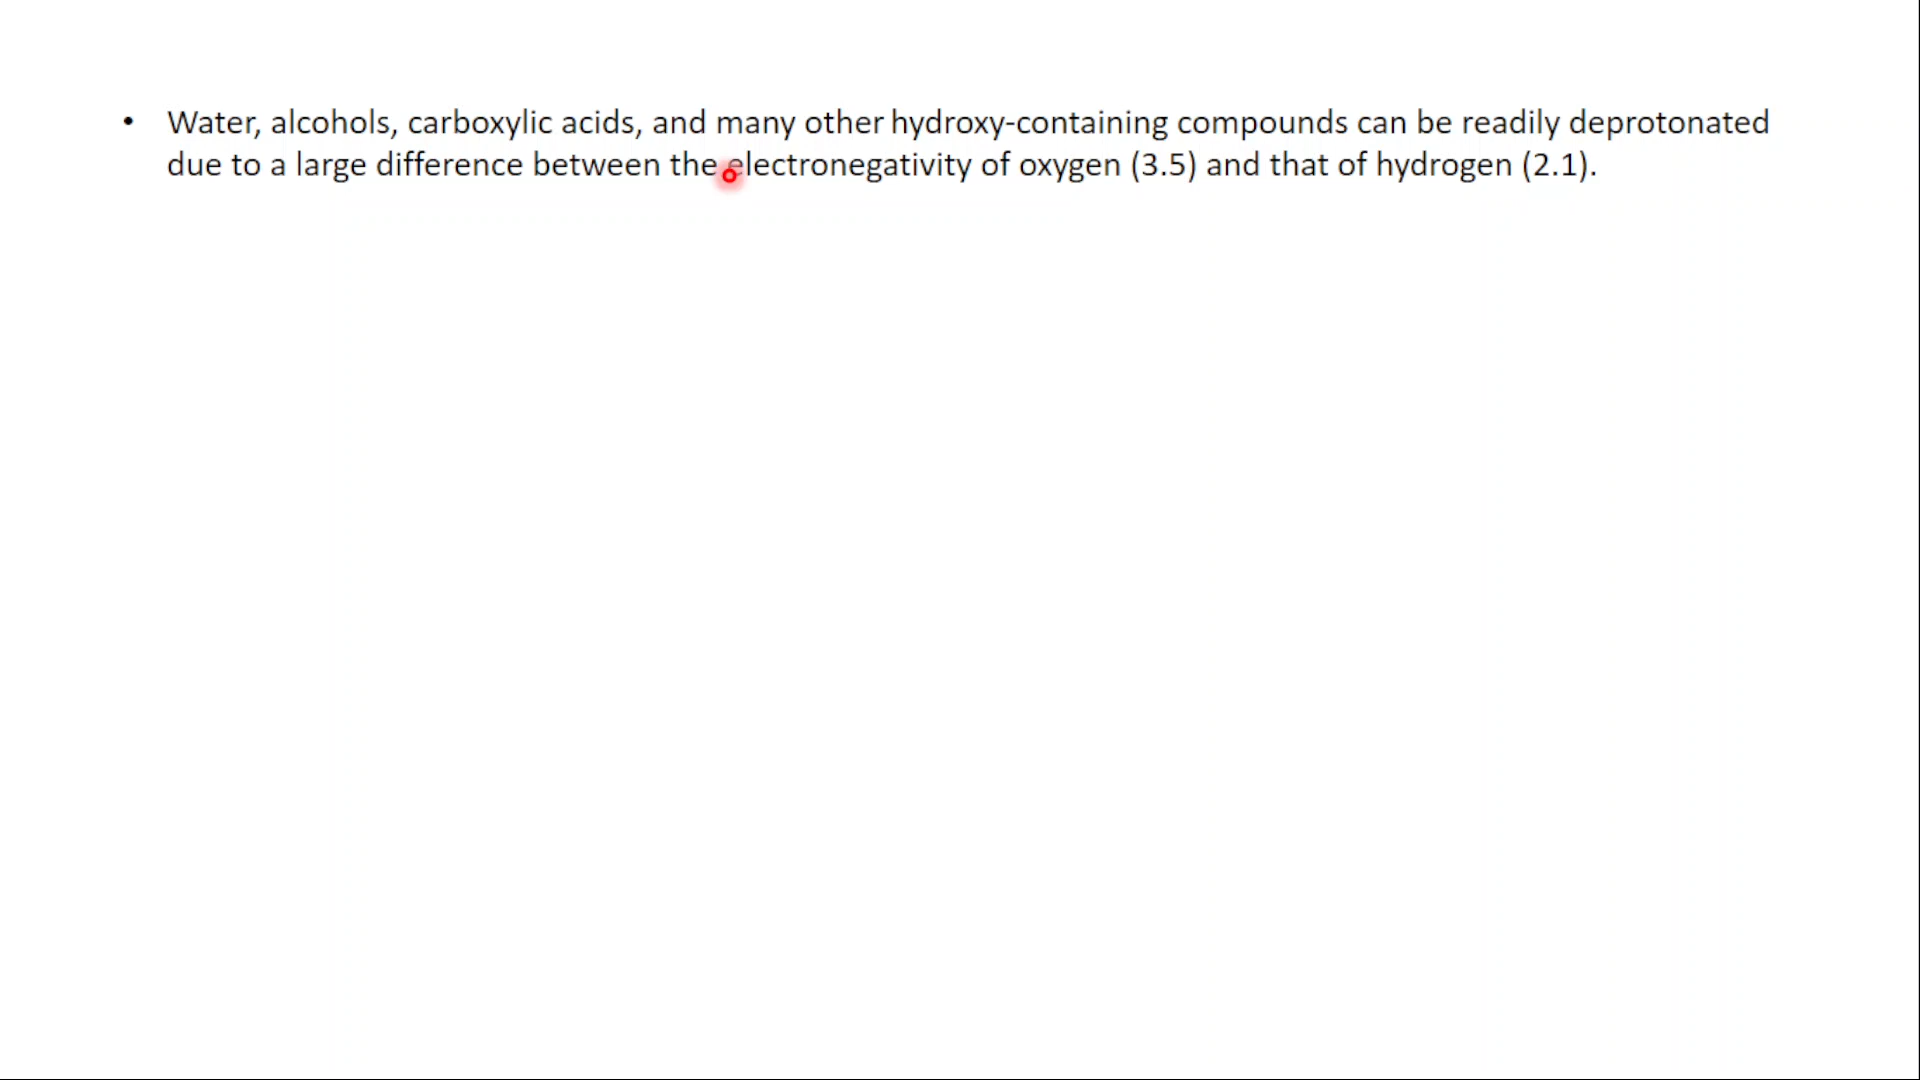 • Water, alcohols, carboxylic acids, and many other hydroxy-containing compounds can be readily deprotonated
due to a large difference between the electronegativity of oxygen (3.5) and that of hydrogen (2.1).